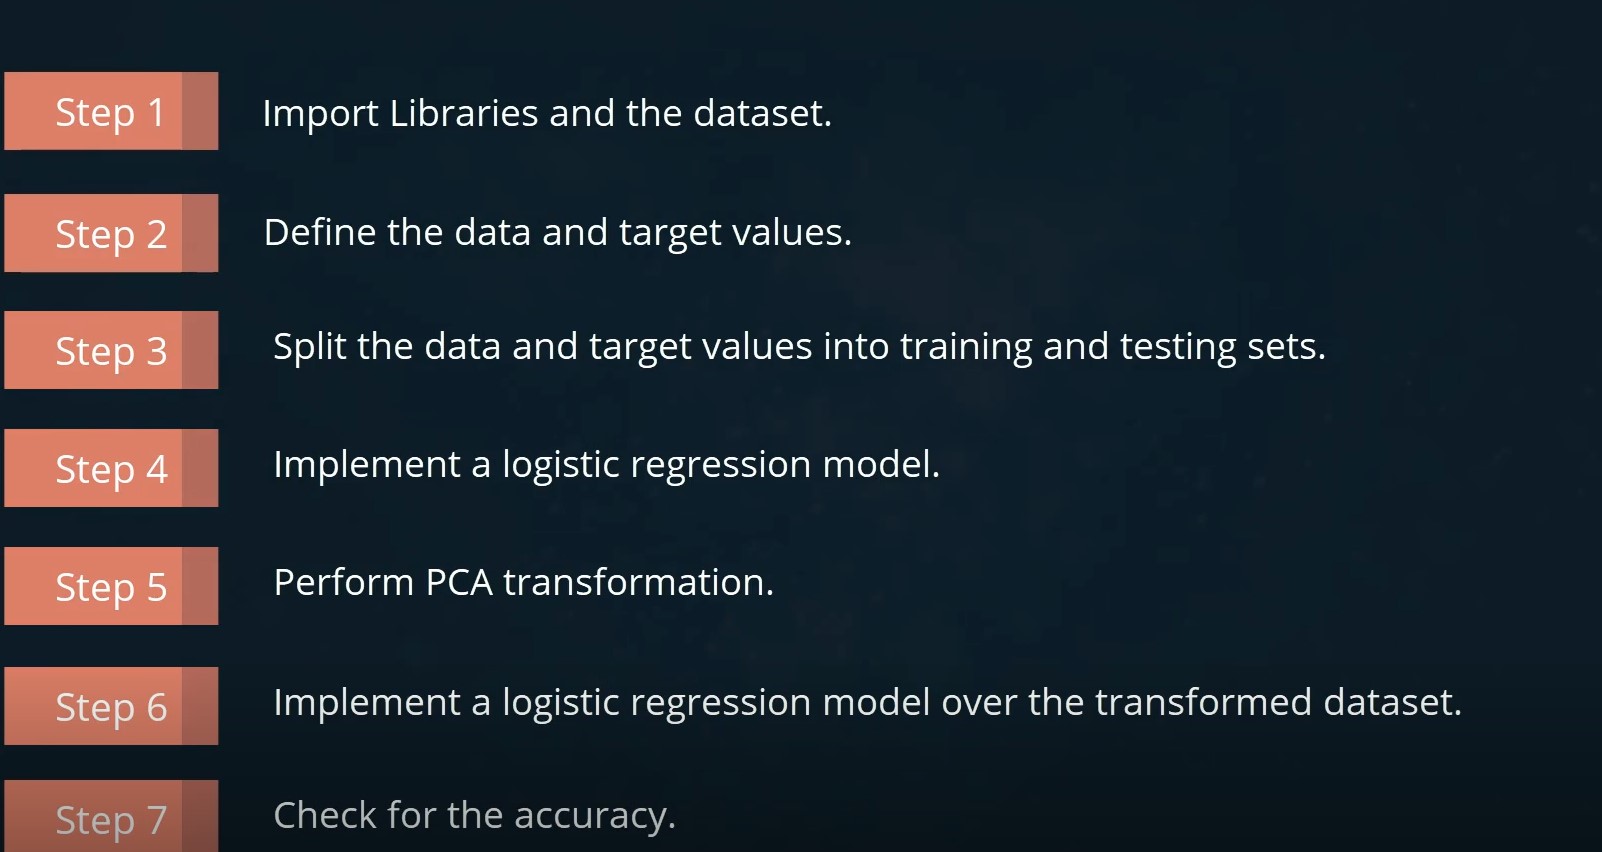 Step 1 Import Libraries and the dataset.
Step 2 Define the data and target values.
Step 3 Split the data and target values into training and testing sets.
Step 4 Implement a logistic regression model.
Step 5 Perform PCA transformation.
Step 6 Implement a logistic regression model over the transformed dataset.
Step 7 Check for the accuracy.